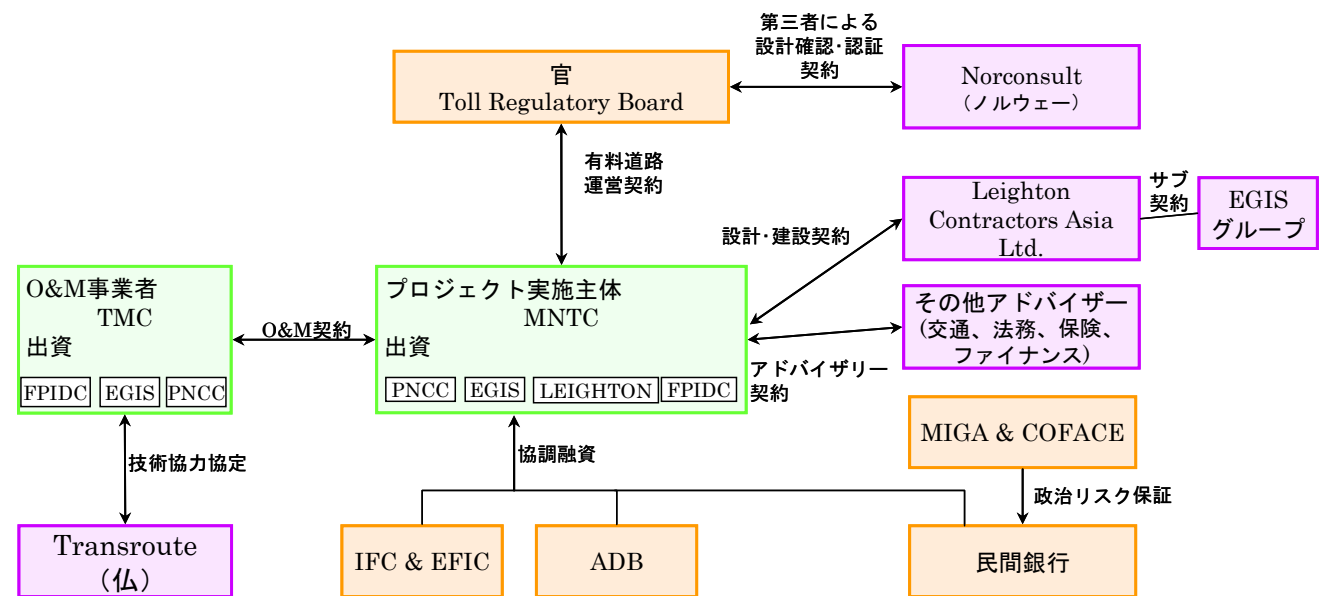 第三者による
設計確認･認証
契約
官
Toll Regulatory Board
Norconsult
（ノルウェー）
有料道路
運営契約
Leighton
Contractors Asia
Ltd.
サブ
契約
EGIS
グループ
設計･建設契約
O&M事業者
TMC
出資
FPIDC
EGIS
PNCC
O&M契約
プロジェクト実施主体
MNTC
出資
PNCC
EGIS
LEIGHTON
FPIDC
その他アドバイザー
(交通、法務、保険、
ファイナンス)
アドバイザリー
契約
MIGA & COFACE
技術協力協定
協調融資
政治リスク保証
Transroute
（仏）
IFC & EFIC
ADB
民間銀行